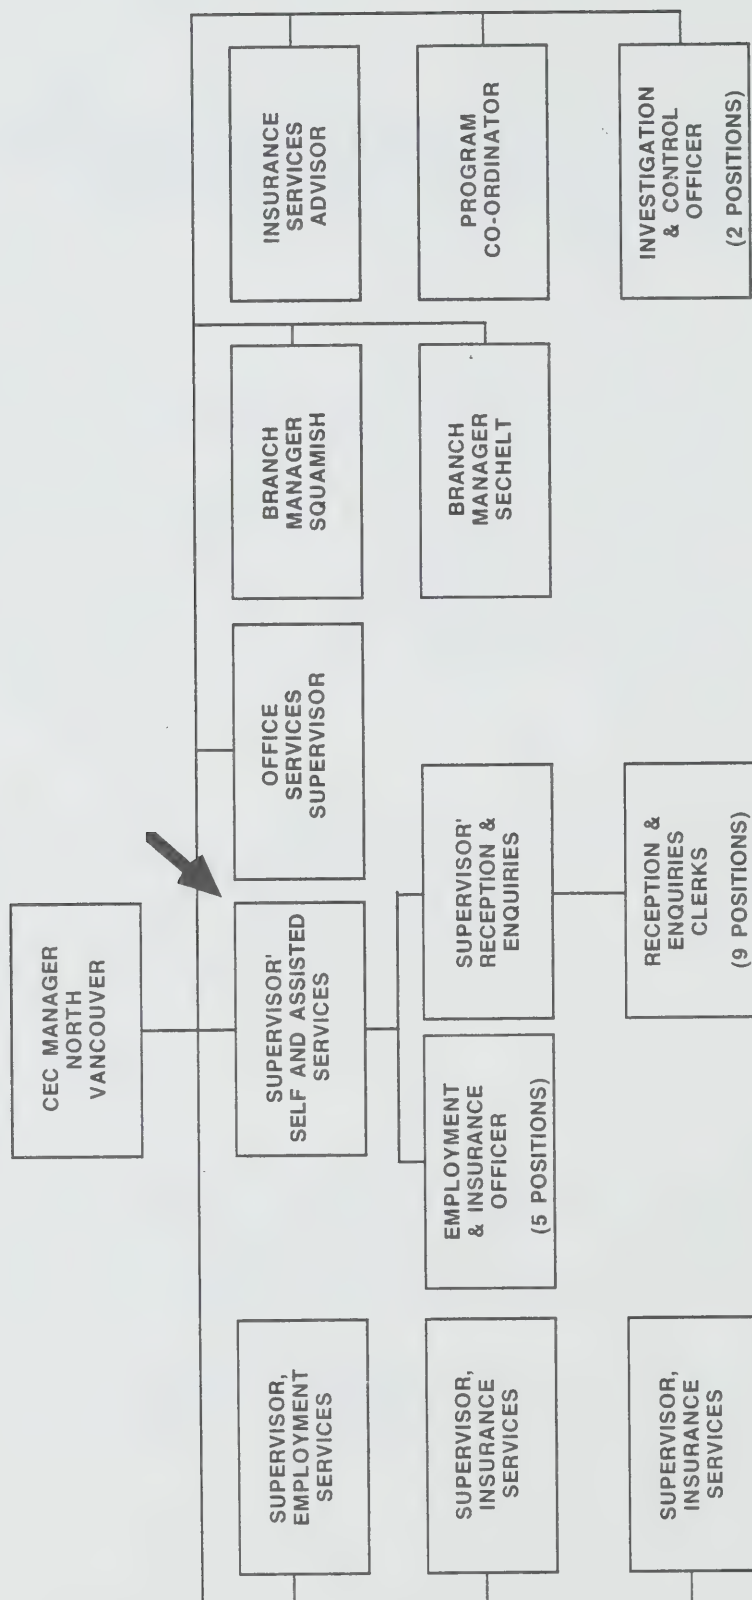 CEC MANAGER
NORTH
VANCOUVER
SUPERVISOR,
EMPLOYMENT
SERVICES
SUPERVISOR,
INSURANCE
SERVICES
SUPERVISOR,
INSURANCE
SERVICES
SUPERVISOR'
SELF AND ASSISTED
SERVICES
EMPLOYMENT
& INSURANCE
OFFICER
(5 POSITIONS)
SUPERVISOR'
RECEPTION &
ENQUIRIES
RECEPTION &
ENQUIRIES
CLERKS
(9 POSITIONS)
OFFICE
SERVICES
SUPERVISOR
BRANCH
MANAGER
SQUAMISH
BRANCH
MANAGER
SECHELT
INSURANCE
SERVICES
ADVISOR
PROGRAM
CO-ORDINATOR
INVESTIGATION
& CONTROL
OFFICER
(2 POSITIONS)